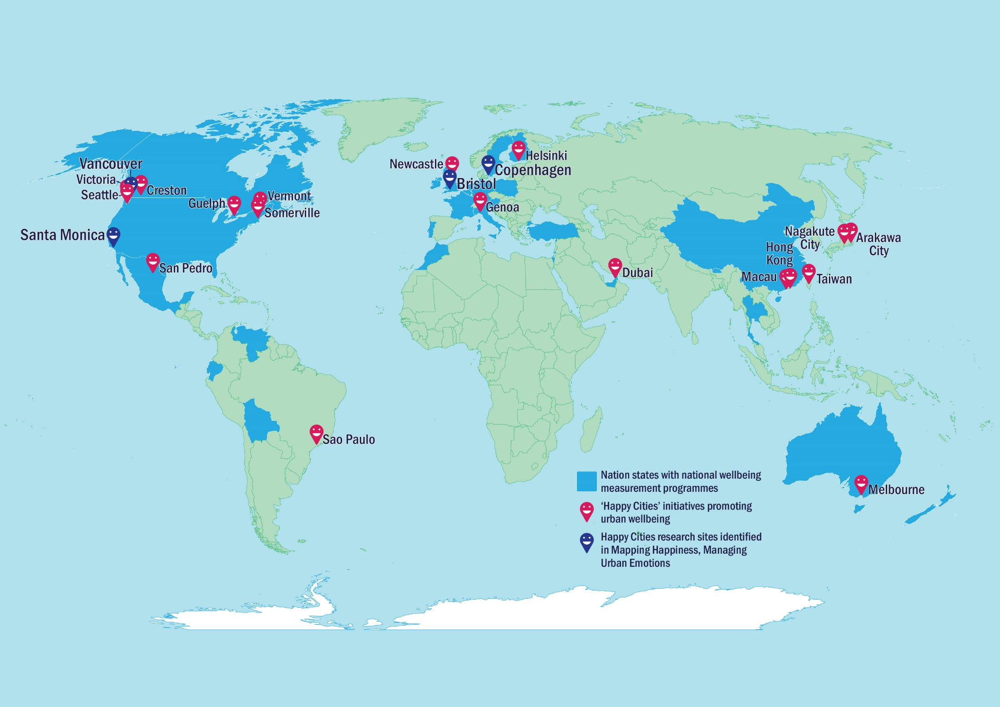 Vancouver
Victoria
Seattle
Creston
Guelph
Vermont
Somerville
Santa Monica
San Pedro
Newcastle
Helsinki
Copenhagen
Bristol
Genoa
Dubai
Nagakute
City
Arakawa
City
Hong
Kong
Macau
Taiwan
Sao Paulo
Melbourne
Nation states with national wellbeing
measurement programmes
‘Happy Cities’ initiatives promoting
urban wellbeing
Happy Cities research sites identified
in Mapping Happiness, Managing
Urban Emotions